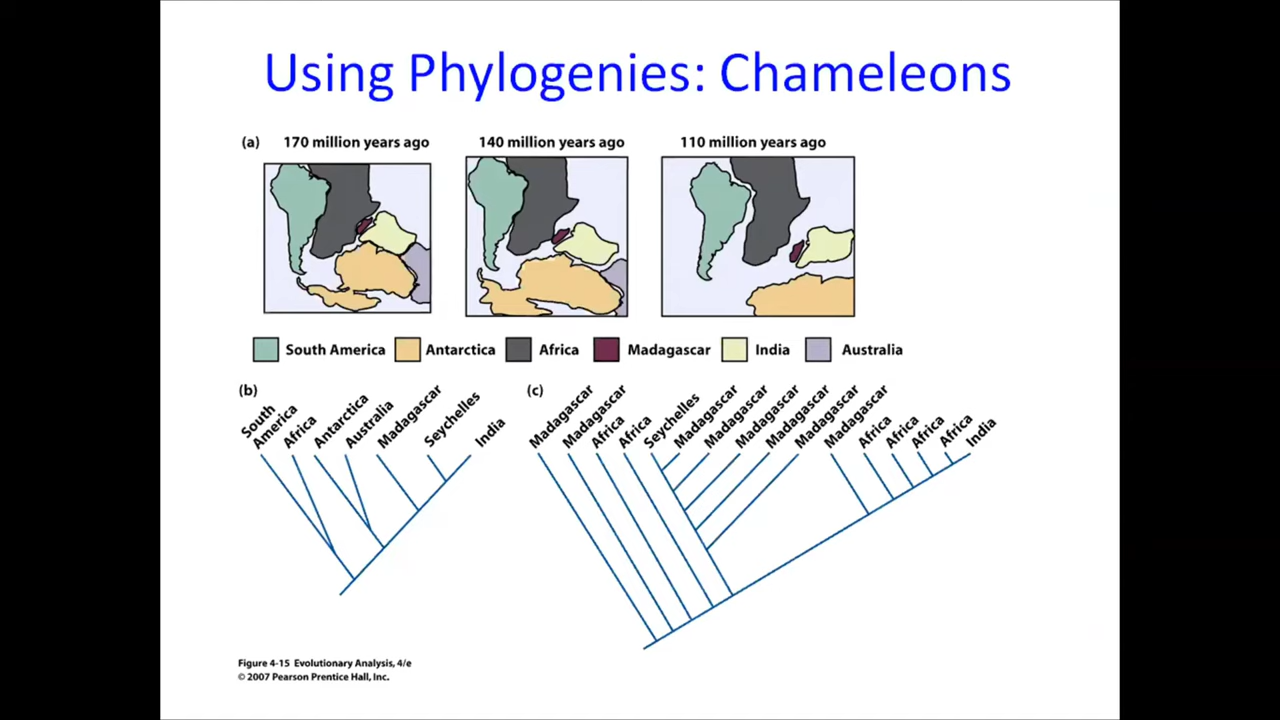 Using Phylogenies: Chameleons
(a) 170 million years ago 140 million years ago 110 million years ago
South America Antarctica Africa Madagascar India Australia
(b)
South
America
Africa
Antarctica
Australia
Madagascar
Seychelles
India
(c)
Madagascar
Madagascar
Africa
Africa
Seychelles
Madagascar
Madagascar
Madagascar
Madagascar
Madagascar
Madagascar
Africa
Africa
Africa
Africa
India
Figure 4-15 Evolutionary Analysis, 4/e
© 2007 Pearson Prentice Hall, Inc.